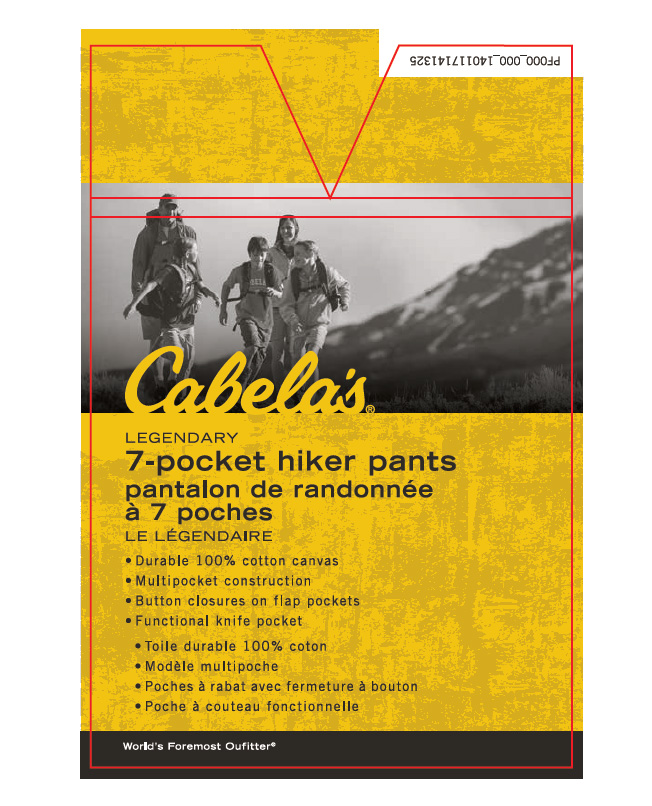 PF000_000_140117141325
Cabela's®
LEGENDARY
7-pocket hiker pants
pantalon de randonnée
à 7 poches
LE LÉGENDAIRE
• Durable 100% cotton canvas
• Multipocket construction
• Button closures on flap pockets
• Functional knife pocket
• Toile durable 100% coton
• Modèle multipoche
• Poches à rabat avec fermeture à bouton
• Poche à couteau fonctionnelle
World's Foremost Oufitter®